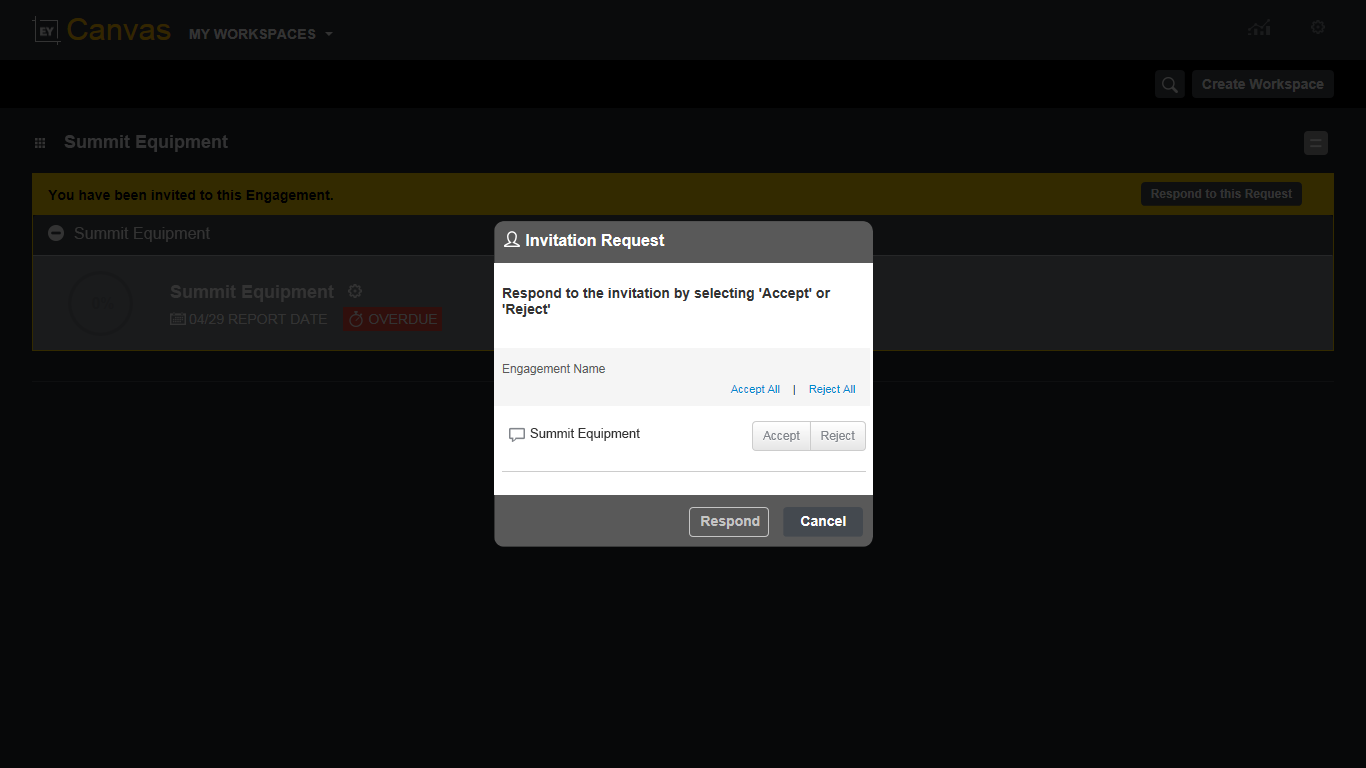 EY Canvas MY WORKSPACES
Create Workspace
Summit Equipment
You have been invited to this Engagement. Respond to this Request
Summit Equipment
Summit Equipment
04/29 REPORT DATE OVERDUE
Invitation Request
Respond to the invitation by selecting 'Accept' or
'Reject'
Engagement Name
Accept All | Reject All
Summit Equipment Accept Reject
Respond Cancel